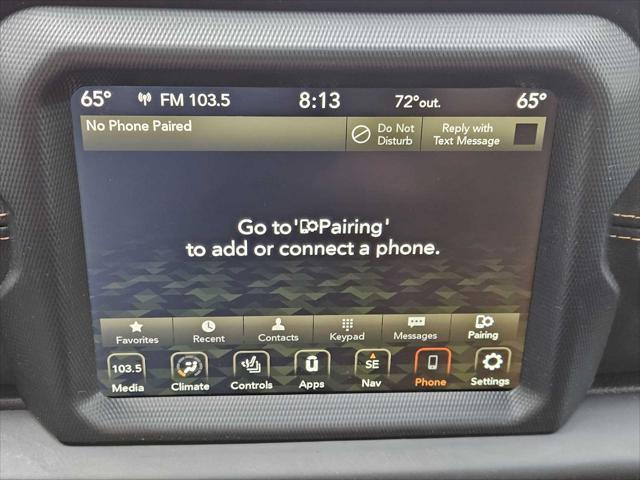 65° FM 103.5 8:13 72°out. 65°
No Phone Paired
Do Not
Disturb
Reply with
Text Message
Go to 'Pairing'
to add or connect a phone.
Favorites Recent Contacts Keypad Messages Pairing
103.5 SE
Media Climate Controls Apps Nav Phone Settings